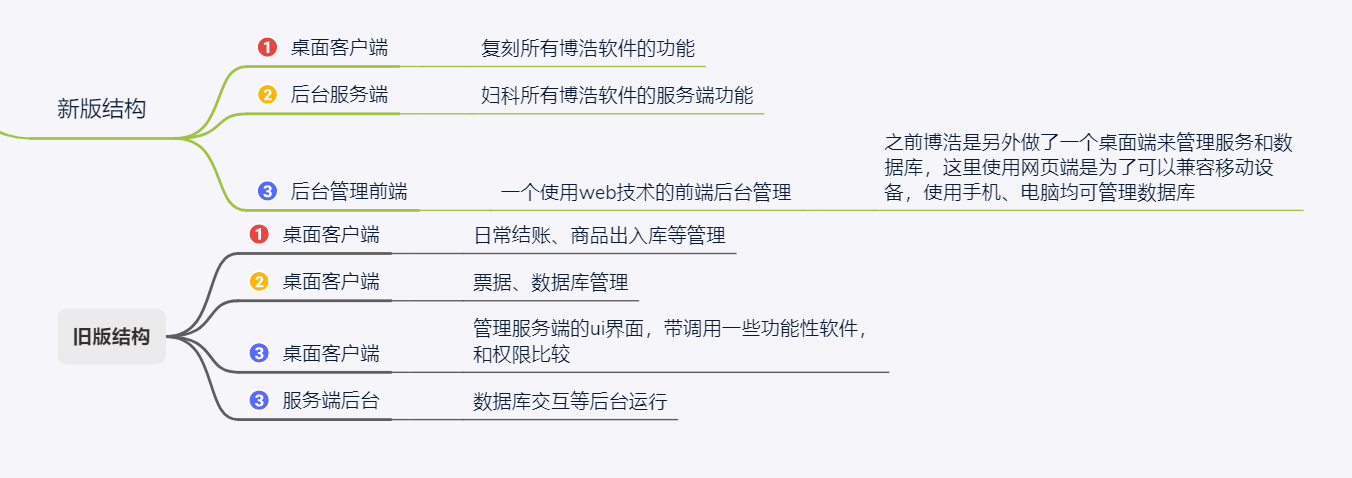 新版结构
1 桌面客户端
复刻所有博浩软件的功能
2 后台服务端
妇科所有博浩软件的服务端功能
3 后台管理前端
一个使用web技术的前端后台管理
之前博浩是另外做了一个桌面端来管理服务和数
据库，这里使用网页端是为了可以兼容移动设
备，使用手机、电脑均可管理数据库
旧版结构
1 桌面客户端
日常结账、商品出入库等管理
2 桌面客户端
票据、数据库管理
3 桌面客户端
管理服务端的ui界面，带调用一些功能性软件，
和权限比较
3 服务端后台
数据库交互等后台运行